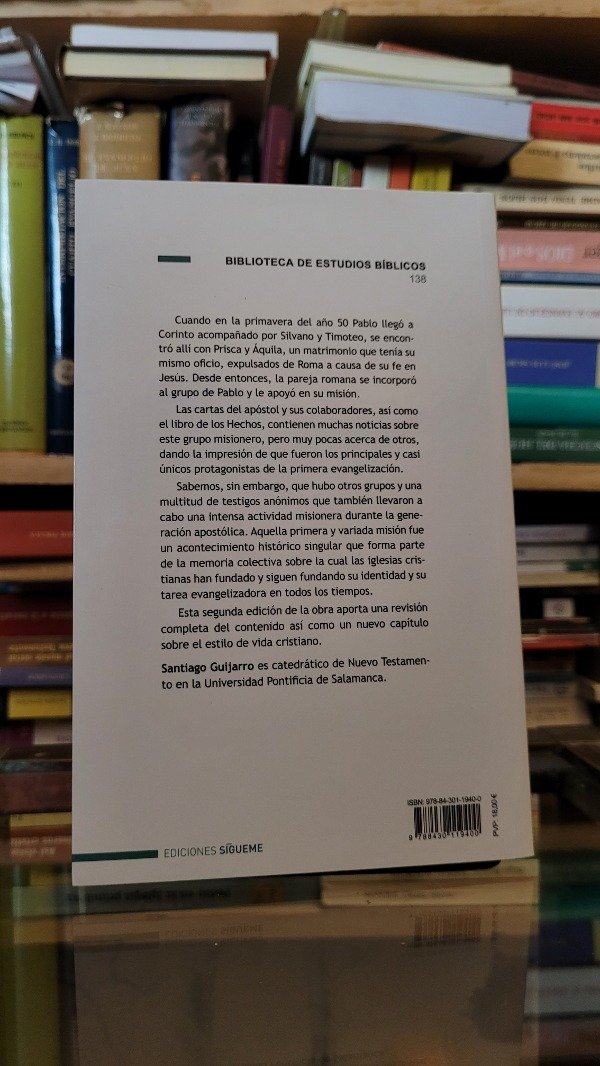 BIBLIOTECA DE ESTUDIOS BÍBLICOS
138
Cuando en la primavera del año 50 Pablo llegó a
Corinto acompañado por Silvano y Timoteo, se encon-
tró allí con Prisca y Áquila, un matrimonio que tenía su
mismo oficio, expulsados de Roma a causa de su fe en
Jesús. Desde entonces, la pareja romana se incorporó
al grupo de Pablo y le apoyó en su misión.
Las cartas del apóstol y sus colaboradores, así como
el libro de los Hechos, contienen muchas noticias sobre
este grupo misionero, pero muy pocas acerca de otros,
dando la impresión de que fueron los principales y casi
únicos protagonistas de la primera evangelización.
Sabemos, sin embargo, que hubo otros grupos y una
multitud de testigos anónimos que también llevaron a
cabo una intensa actividad misionera durante la gene-
ración apostólica. Aquella primera y variada misión fue
un acontecimiento histórico singular que forma parte
de la memoria colectiva sobre la cual las iglesias cris-
tianas han fundado y siguen fundando su identidad y su
tarea evangelizadora en todos los tiempos.
Esta segunda edición de la obra aporta una revisión
completa del contenido así como un nuevo capítulo
sobre el estilo de vida cristiano.
Santiago Guijarro es catedrático de Nuevo Testamen-
to en la Universidad Pontificia de Salamanca.
ISBN: 978-84-301-1940-0
9 788430 119400
PVP: 18,00 €
EDICIONES SÍGUEME